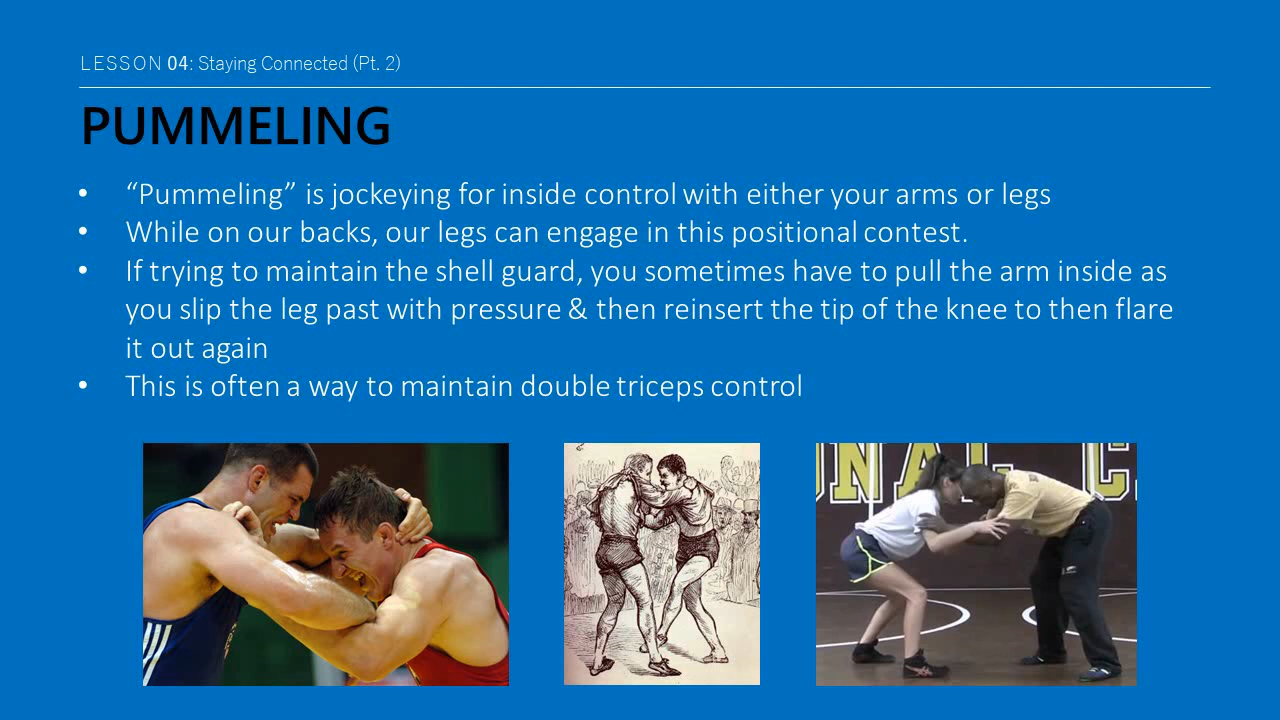 LESSON 04: Staying Connected (Pt. 2)
PUMMELING
• “Pummeling” is jockeying for inside control with either your arms or legs
• While on our backs, our legs can engage in this positional contest.
• If trying to maintain the shell guard, you sometimes have to pull the arm inside as
you slip the leg past with pressure & then reinsert the tip of the knee to then flare
it out again
• This is often a way to maintain double triceps control
ONAL C